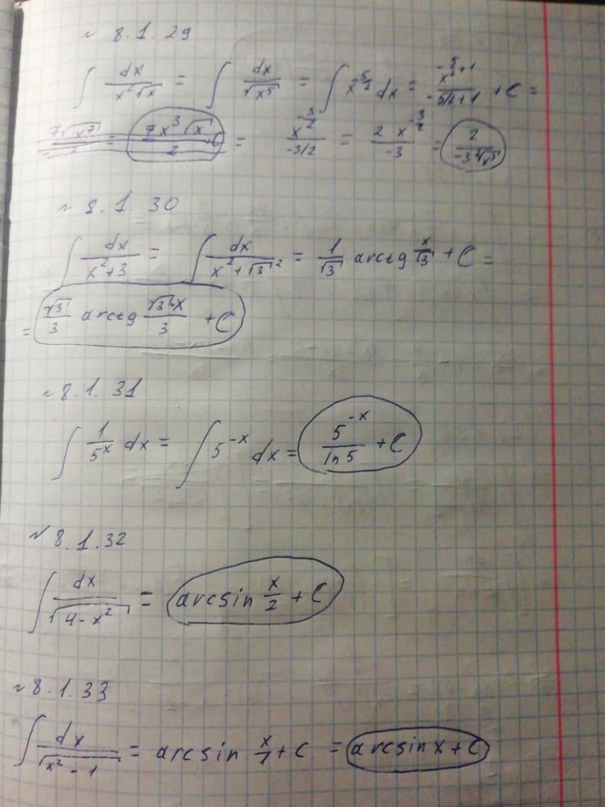 № 8.1.29
∫ dx/(x²√x) = ∫ dx/√(x⁵) = ∫ x^(-5/2) dx = x^(-5/2+1)/(-5/2+1) + C =
= x^(-3/2)/(-3/2) = 2x^(-3/2)/(-3) = 2/(-3√(x³))
№ 8.1.30
∫ dx/(x²+3) = ∫ dx/(x²+√3²) = 1/√3 arctg x/√3 + C =
= √3/3 arctg √3·x/3 + C
№ 8.1.31
∫ 1/5ˣ dx = ∫ 5^(-x) dx = 5^(-x)/ln 5 + C
№ 8.1.32
∫ dx/√(4-x²) = arcsin x/2 + C
№ 8.1.33
∫ dx/√(x²-1) = arcsin x/1 + C = arcsin x + C